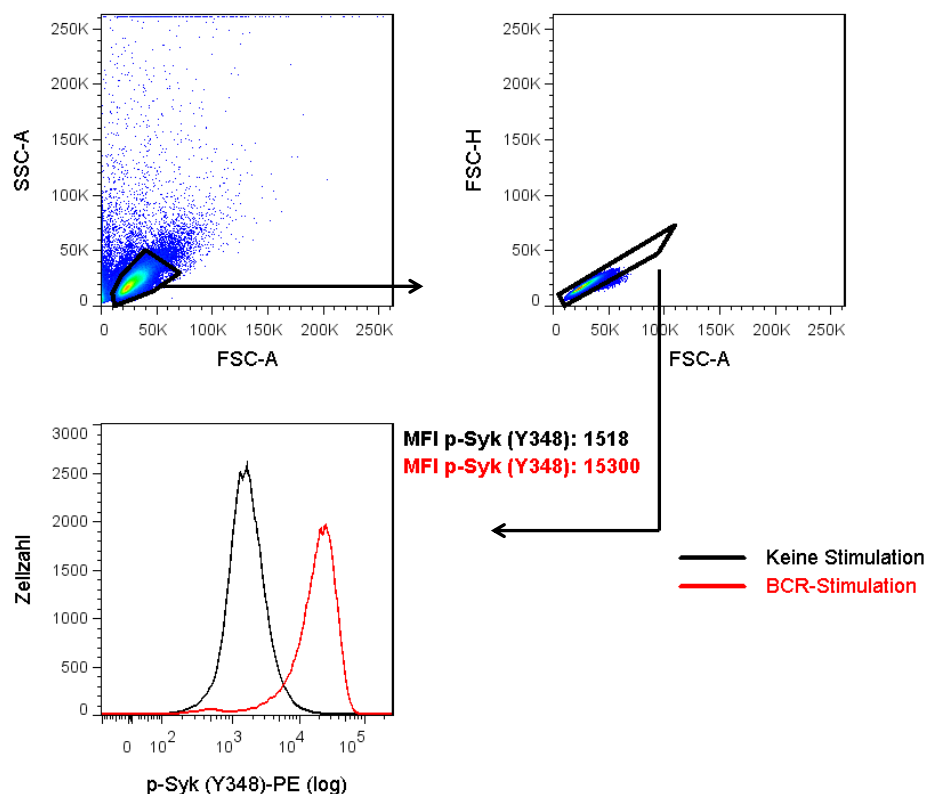 250K
200K
150K
100K
50K
0
SSC-A
0 50K 100K 150K 200K 250K
FSC-A
250K
200K
150K
100K
50K
0
FSC-H
0 50K 100K 150K 200K 250K
FSC-A
MFI p-Syk (Y348): 1518
MFI p-Syk (Y348): 15300
3000
2500
2000
1500
1000
500
0
Zellzahl
0 10² 10³ 10⁴ 10⁵
p-Syk (Y348)-PE (log)
Keine Stimulation
BCR-Stimulation